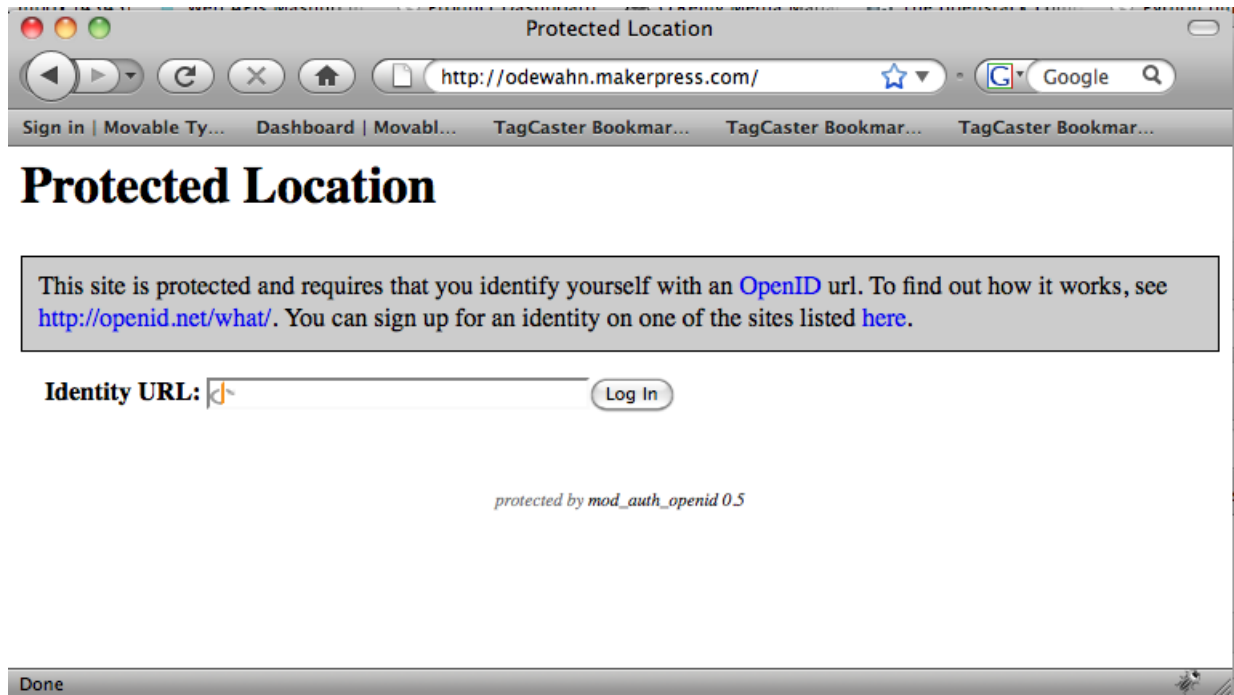 Protected Location
http://odewahn.makerpress.com/
Google
Sign in | Movable Ty...
Dashboard | Movabl...
TagCaster Bookmar...
TagCaster Bookmar...
TagCaster Bookmar...
Protected Location
This site is protected and requires that you identify yourself with an OpenID url. To find out how it works, see
http://openid.net/what/. You can sign up for an identity on one of the sites listed here.
Identity URL:
Log In
protected by mod_auth_openid 0.5
Done